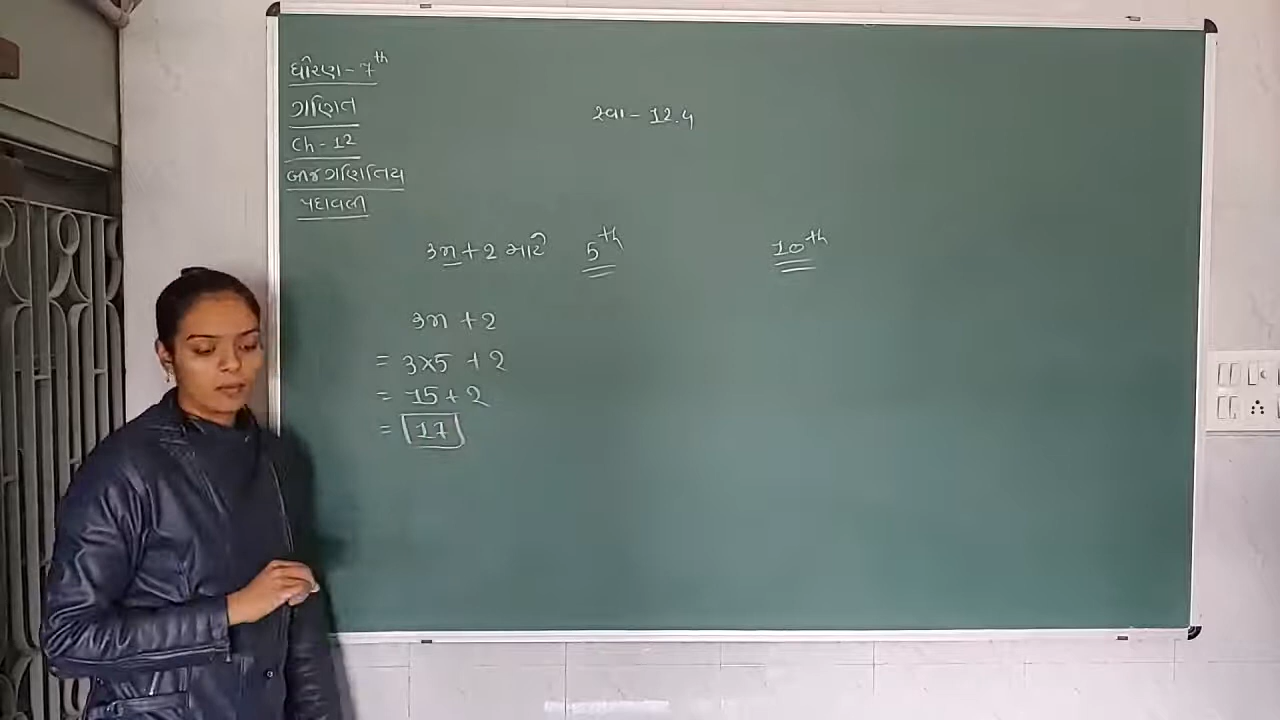 ધોરણ - 7th
ગણિત
Ch - 12
બીજગણિતિય
પદાવલી
સ્વા - 12.4
3n + 2 માટે 5th 10th
3n + 2
= 3×5 + 2
= 15 + 2
= 17